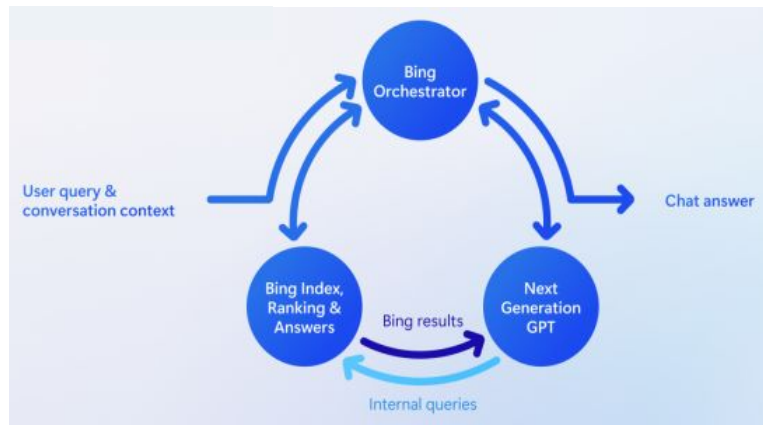 Bing
Orchestrator
User query &
conversation context
Chat answer
Bing Index,
Ranking &
Answers
Bing results
Next
Generation
GPT
Internal queries